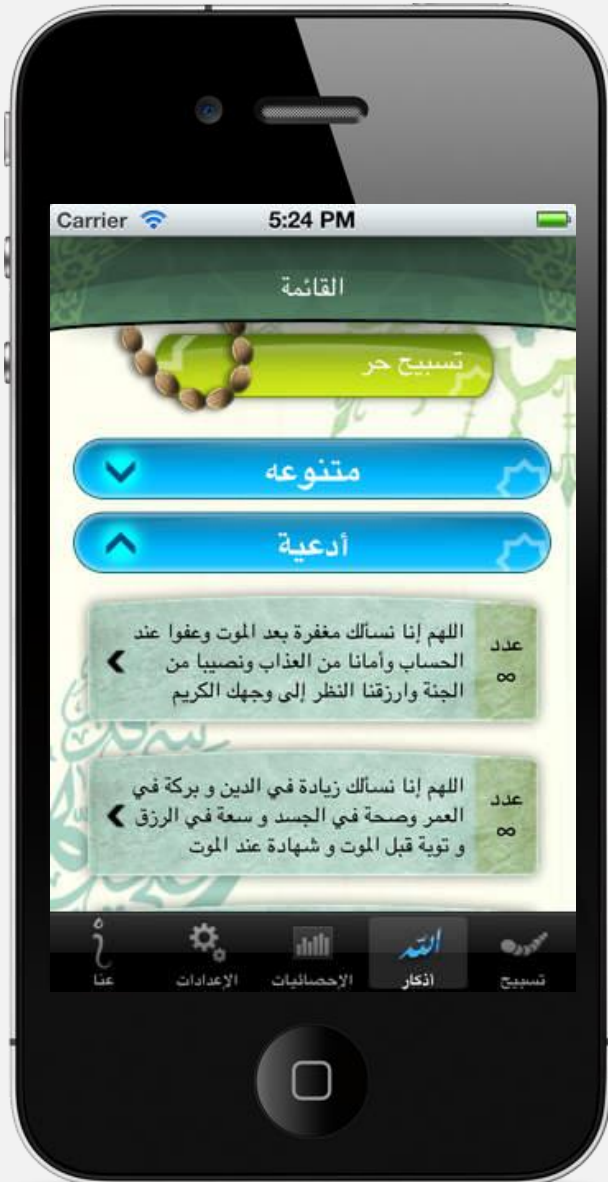 Carrier 5:24 PM
القائمة
تسبيح حر
متنوعه
أدعية
اللهم إنا نسألك مغفرة بعد الموت وعفوا عند
الحساب وأمانا من العذاب ونصيبا من
الجنة وارزقنا النظر إلى وجهك الكريم
عدد
∞
اللهم إنا نسألك زيادة في الدين و بركة في
العمر وصحة في الجسد و سعة في الرزق
و توبة قبل الموت و شهادة عند الموت
عدد
∞
تسبيح
الله
اذكار
الإحصائيات
الإعدادات
عنا